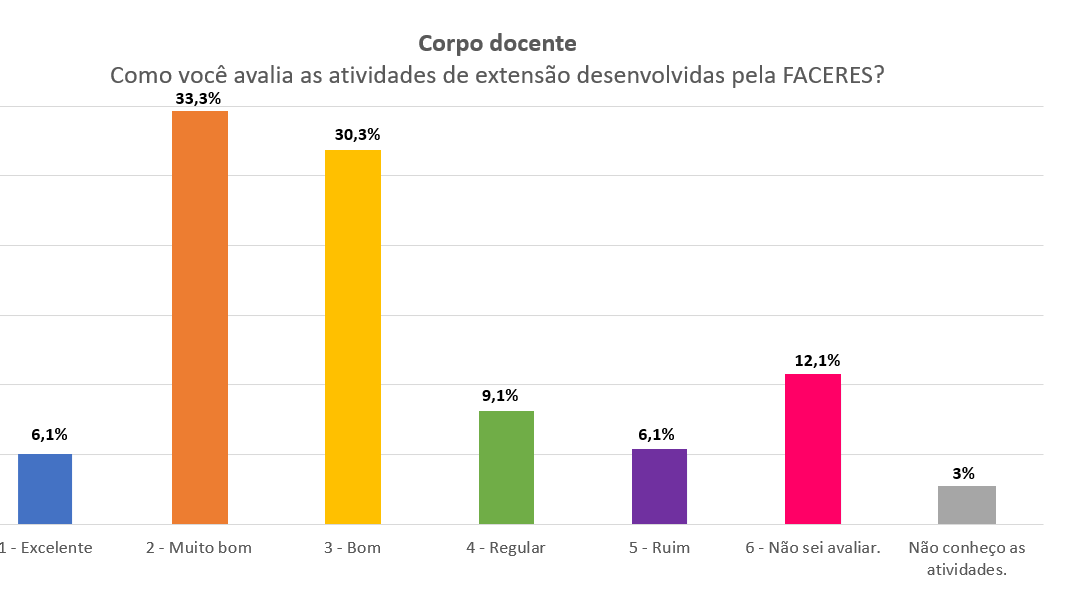 Corpo docente
Como você avalia as atividades de extensão desenvolvidas pela FACERES?
33,3%
30,3%
12,1%
9,1%
6,1%
6,1%
3%
1 - Excelente
2 - Muito bom
3 - Bom
4 - Regular
5 - Ruim
6 - Não sei avaliar.
Não conheço as
atividades.